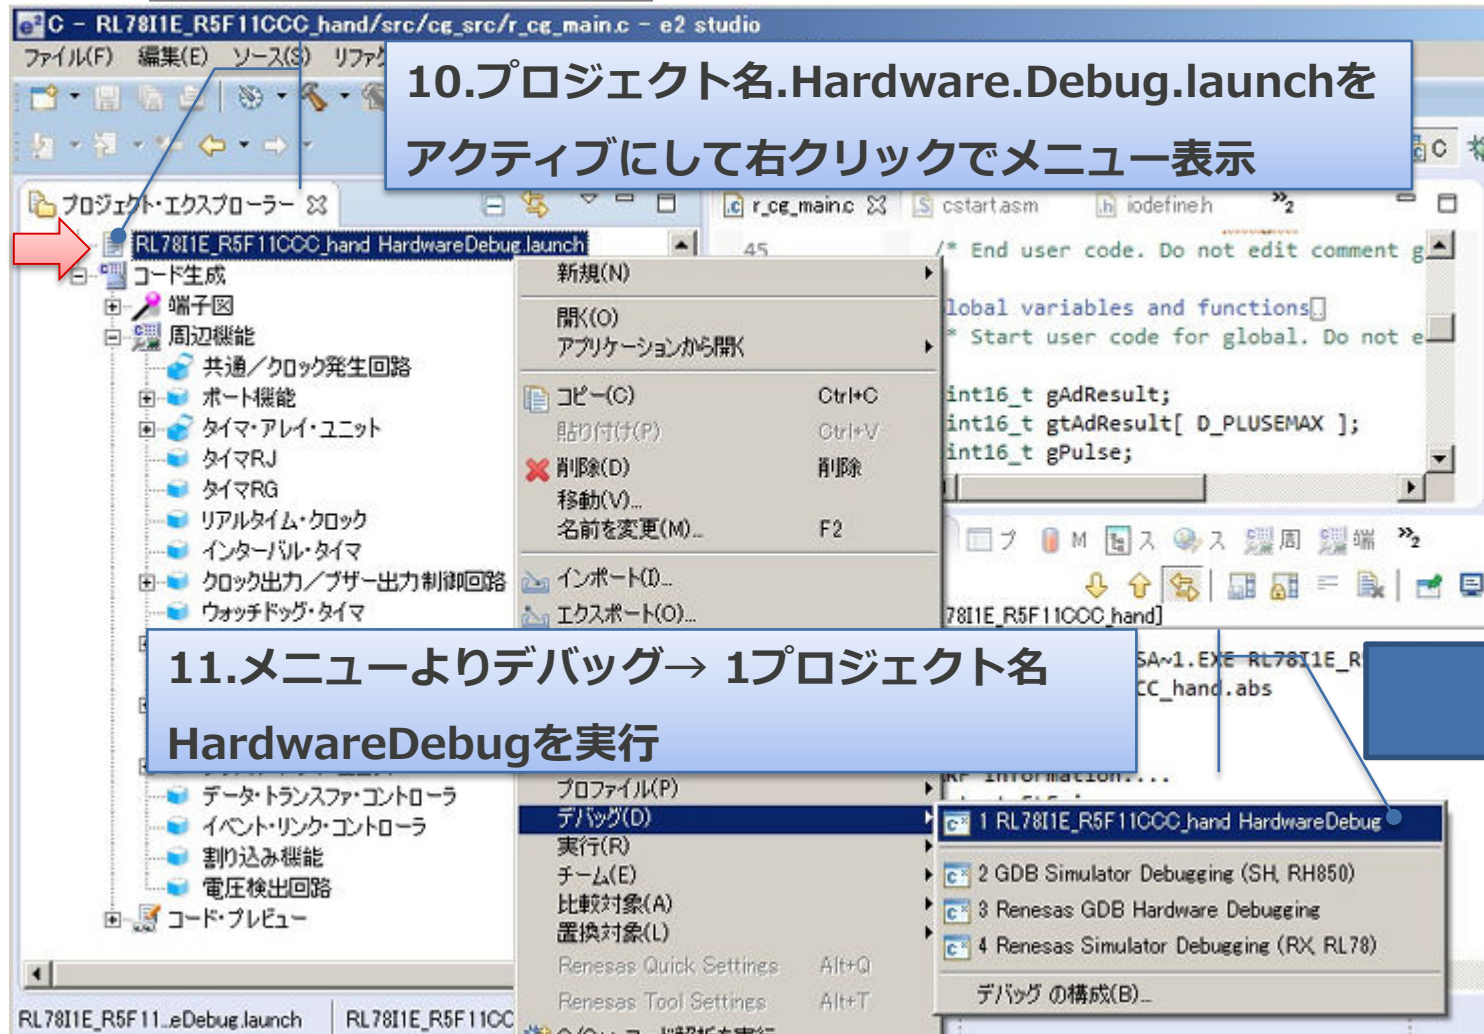 C - RL78I1E_R5F11CCC_hand/src/cg_src/r_cg_main.c - e2 studio
ファイル(F) 編集(E) ソース(S)
10.プロジェクト名.Hardware.Debug.launchを
アクティブにして右クリックでメニュー表示
C
プロジェクト・エクスプローラー
r_cg_main.c
cstart.asm
iodefine.h
»2
RL78I1E_R5F11CCC_hand HardwareDebug.launch
コード生成
端子図
周辺機能
共通／クロック発生回路
ポート機能
タイマ・アレイ・ユニット
タイマRJ
タイマRG
リアルタイム・クロック
インターバル・タイマ
クロック出力／ブザー出力制御回路
ウォッチドッグ・タイマ
新規(N)
開く(O)
アプリケーションから開く
コピー(C) Ctrl+C
貼り付け(P) Ctrl+V
削除(D) 削除
移動(V)...
名前を変更(M)... F2
インポート(I)...
エクスポート(O)...
45
/* End user code. Do not edit comment g
lobal variables and functions
* Start user code for global. Do not e
int16_t gAdResult;
int16_t gtAdResult[ D_PLUSEMAX ];
int16_t gPulse;
プ M ス ス 周 端 »2
78I1E_R5F11CCC_hand]
11.メニューよりデバッグ→ 1プロジェクト名
HardwareDebugを実行
SA~1.EXE RL78I1E_R
CC_hand.abs
データ・トランスファ・コントローラ
イベント・リンク・コントローラ
割り込み機能
電圧検出回路
コード・プレビュー
プロファイル(P)
デバッグ(D)
実行(R)
チーム(E)
比較対象(A)
置換対象(L)
Renesas Quick Settings Alt+Q
Renesas Tool Settings Alt+T
1 RL78I1E_R5F11CCC_hand HardwareDebug
2 GDB Simulator Debugging (SH, RH850)
3 Renesas GDB Hardware Debugging
4 Renesas Simulator Debugging (RX, RL78)
デバッグ の構成(B)...
RL78I1E_R5F11...eDebug.launch
RL78I1E_R5F11CC